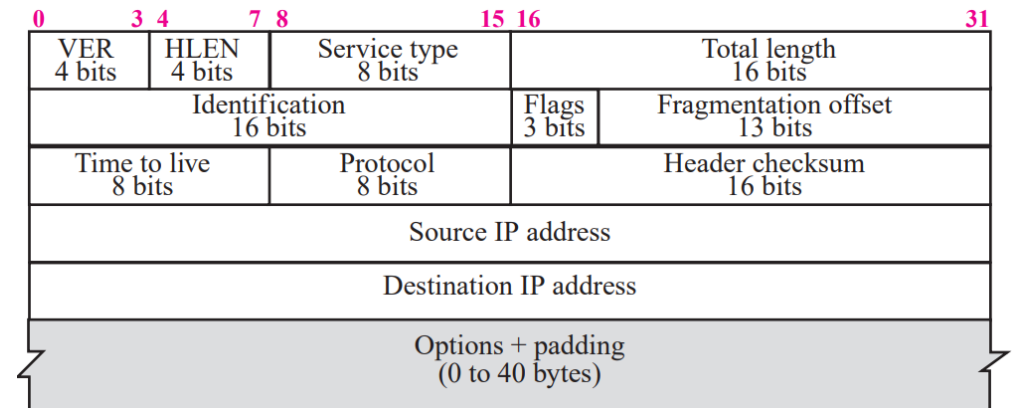 0 3 4 7 8 15 16 31
VER HLEN Service type Total length
4 bits 4 bits 8 bits 16 bits
Identification Flags Fragmentation offset
16 bits 3 bits 13 bits
Time to live Protocol Header checksum
8 bits 8 bits 16 bits
Source IP address
Destination IP address
Options + padding
(0 to 40 bytes)